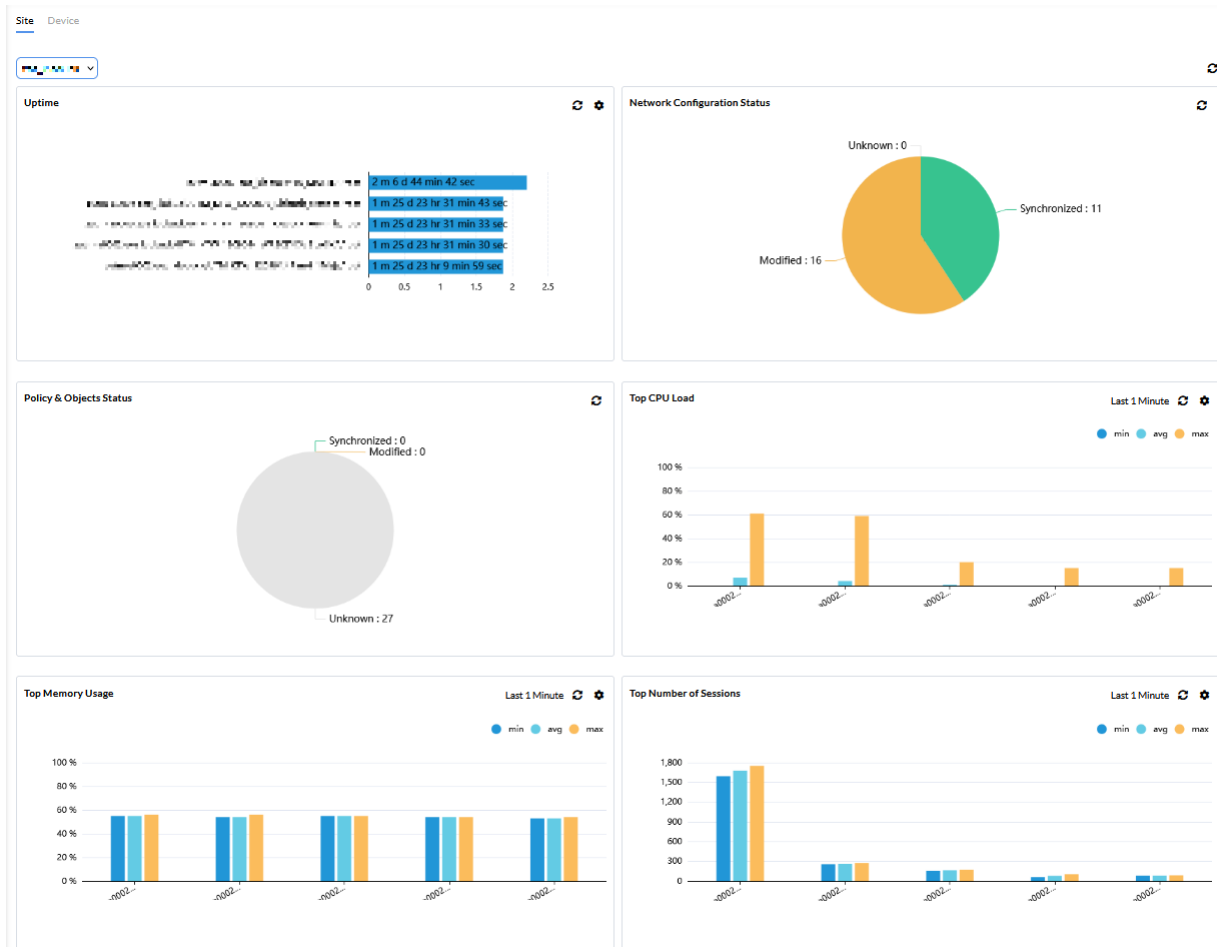 Site Device
Uptime
2 m 6 d 44 min 42 sec
1 m 25 d 23 hr 31 min 43 sec
1 m 25 d 23 hr 31 min 33 sec
1 m 25 d 23 hr 31 min 30 sec
1 m 25 d 23 hr 9 min 59 sec
0 0.5 1 1.5 2 2.5
Network Configuration Status
Unknown : 0
Synchronized : 11
Modified : 16
Policy & Objects Status
Synchronized : 0
Modified : 0
Unknown : 27
Top CPU Load
Last 1 Minute
min avg max
100 %
80 %
60 %
40 %
20 %
0 %
Top Memory Usage
Last 1 Minute
min avg max
100 %
80 %
60 %
40 %
20 %
0 %
Top Number of Sessions
Last 1 Minute
min avg max
1,800
1,500
1,200
900
600
300
0